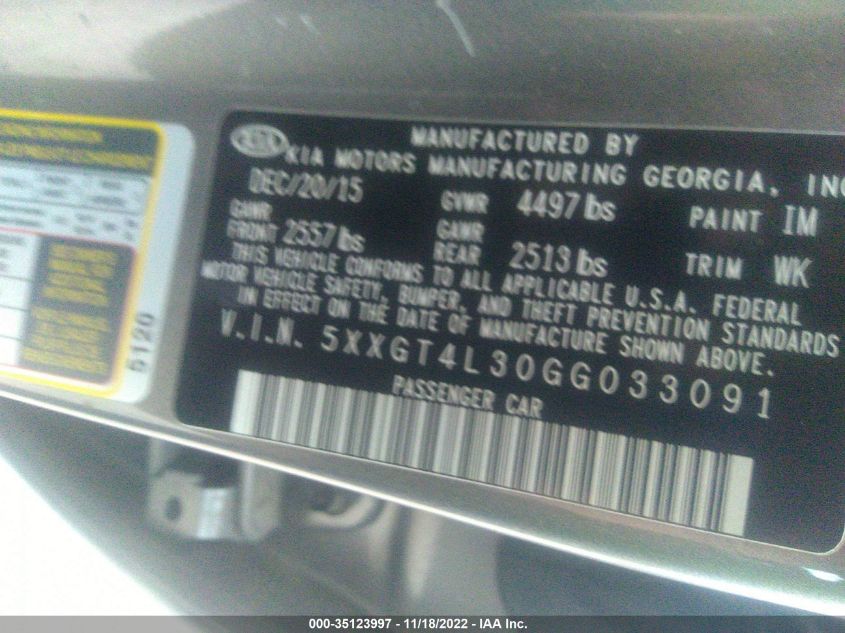 MANUFACTURED BY
KIA KIA MOTORS MANUFACTURING GEORGIA, INC
DEC/20/15 GVWR 4497 lbs PAINT IM
GAWR FRONT 2557 lbs GAWR REAR 2513 lbs TRIM WK
THIS VEHICLE CONFORMS TO ALL APPLICABLE U.S.A. FEDERAL
MOTOR VEHICLE SAFETY, BUMPER, AND THEFT PREVENTION STANDARDS
IN EFFECT ON THE DATE OF MANUFACTURE SHOWN ABOVE.
V.I.N. 5XXGT4L30GG033091
PASSENGER CAR
5120
000-35123997 - 11/18/2022 - IAA Inc.